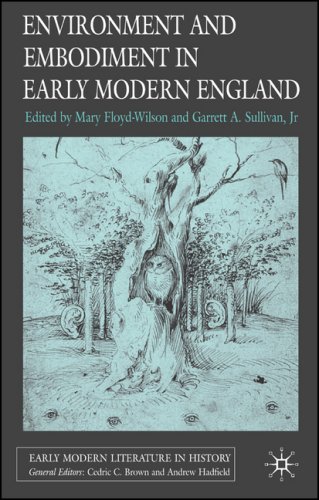 ENVIRONMENT AND
EMBODIMENT IN
EARLY MODERN ENGLAND
Edited by Mary Floyd-Wilson and Garrett A. Sullivan, Jr
EARLY MODERN LITERATURE IN HISTORY
General Editors: Cedric C. Brown and Andrew Hadfield